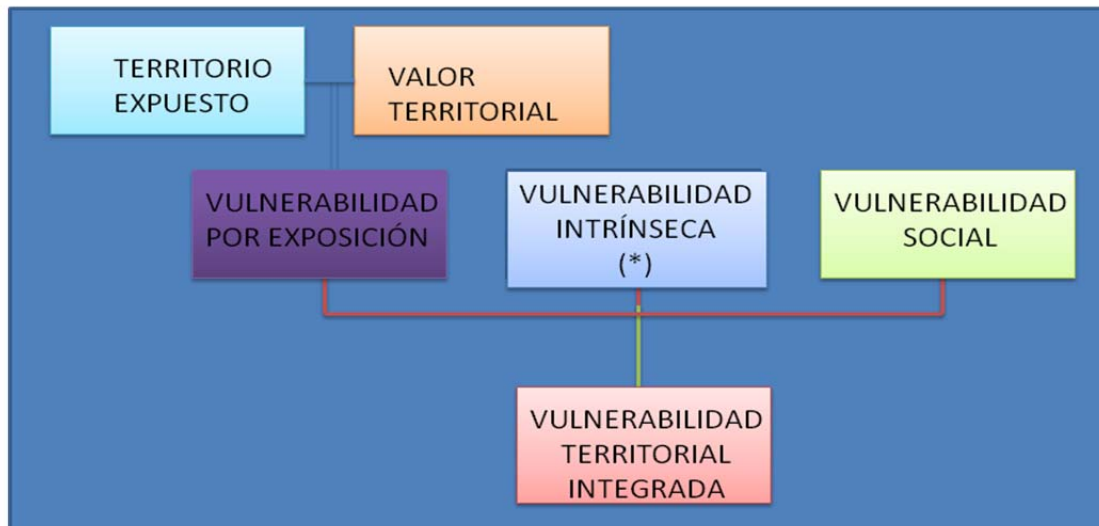 TERRITORIO
EXPUESTO
VALOR
TERRITORIAL
VULNERABILIDAD
POR EXPOSICIÓN
VULNERABILIDAD
INTRÍNSECA
(*)
VULNERABILIDAD
SOCIAL
VULNERABILIDAD
TERRITORIAL
INTEGRADA